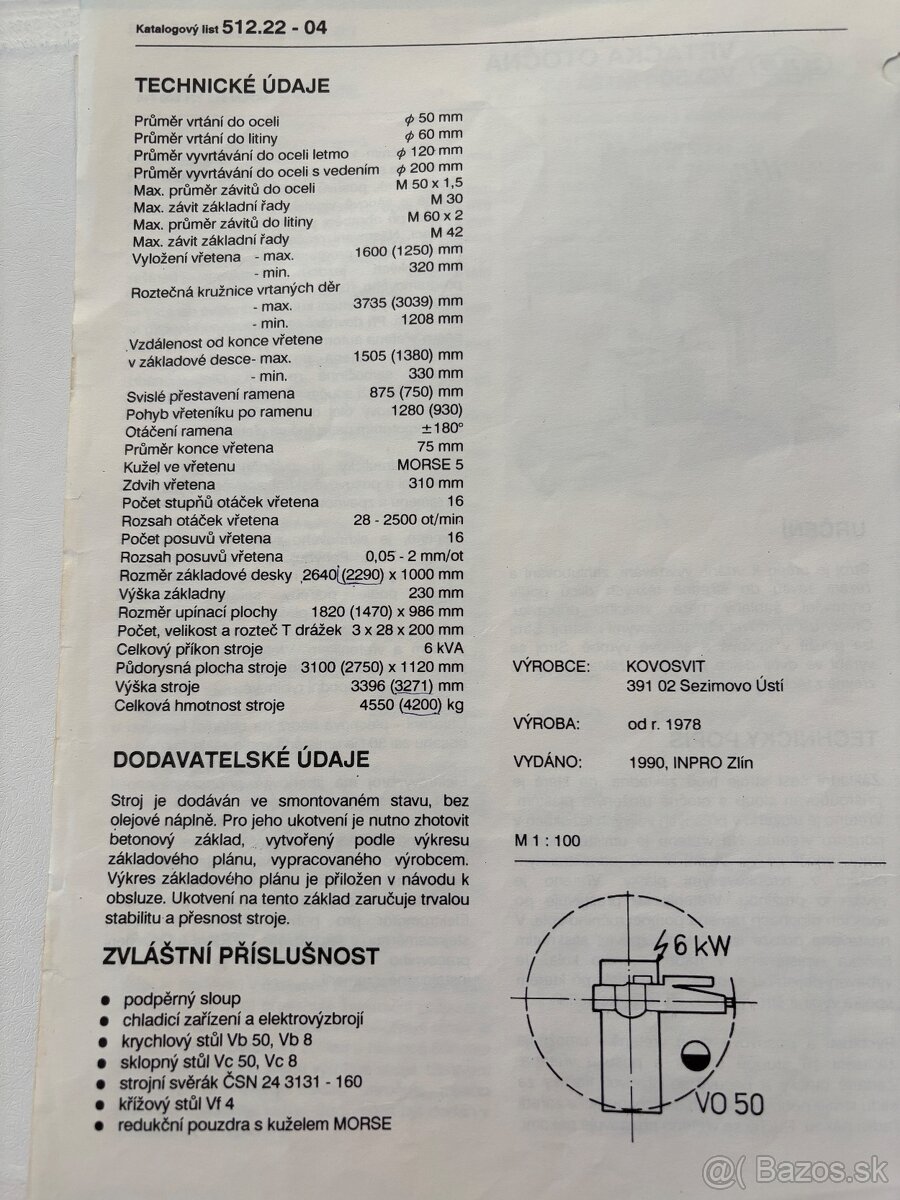 Katalogový list 512.22 - 04
TECHNICKÉ ÚDAJE
Průměr vrtání do oceli ϕ 50 mm
Průměr vrtání do litiny ϕ 60 mm
Průměr vyvrtávání do oceli letmo ϕ 120 mm
Průměr vyvrtávání do oceli s vedením ϕ 200 mm
Max. průměr závitů do oceli M 50 x 1,5
Max. závit základní řady M 30
Max. průměr závitů do litiny M 60 x 2
Max. závit základní řady M 42
Vyložení vřetena - max. 1600 (1250) mm
- min. 320 mm
Roztečná kružnice vrtaných děr
- max. 3735 (3039) mm
- min. 1208 mm
Vzdálenost od konce vřetene
v základové desce- max. 1505 (1380) mm
- min. 330 mm
Svislé přestavení ramena 875 (750) mm
Pohyb vřeteníku po ramenu 1280 (930)
Otáčení ramena ±180°
Průměr konce vřetena 75 mm
Kužel ve vřetenu MORSE 5
Zdvih vřetena 310 mm
Počet stupňů otáček vřetena 16
Rozsah otáček vřetena 28 - 2500 ot/min
Počet posuvů vřetena 16
Rozsah posuvů vřetena 0,05 - 2 mm/ot
Rozměr základové desky 2640 (2290) x 1000 mm
Výška základny 230 mm
Rozměr upínací plochy 1820 (1470) x 986 mm
Počet, velikost a rozteč T drážek 3 x 28 x 200 mm
Celkový příkon stroje 6 kVA
Půdorysná plocha stroje 3100 (2750) x 1120 mm
Výška stroje 3396 (3271) mm
Celková hmotnost stroje 4550 (4200) kg
DODAVATELSKÉ ÚDAJE
Stroj je dodáván ve smontovaném stavu, bez
olejové náplně. Pro jeho ukotvení je nutno zhotovit
betonový základ, vytvořený podle výkresu
základového plánu, vypracovaného výrobcem.
Výkres základového plánu je přiložen v návodu k
obsluze. Ukotvení na tento základ zaručuje trvalou
stabilitu a přesnost stroje.
ZVLÁŠTNÍ PŘÍSLUŠNOST
• podpěrný sloup
• chladicí zařízení a elektrovýzbrojí
• krychlový stůl Vb 50, Vb 8
• sklopný stůl Vc 50, Vc 8
• strojní svěrák ČSN 24 3131 - 160
• křížový stůl Vf 4
• redukční pouzdra s kuželem MORSE
VÝROBCE: KOVOSVIT
391 02 Sezimovo Ústí
VÝROBA: od r. 1978
VYDÁNO: 1990, INPRO Zlín
M 1 : 100
6 kW
VO 50
Bazos.sk